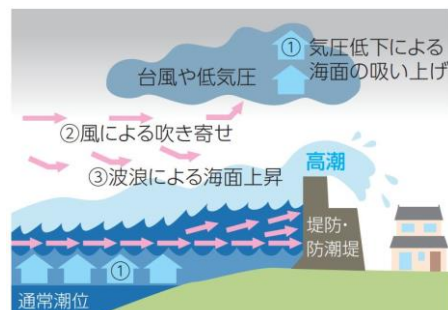 ① 気圧低下による
海面の吸い上げ
台風や低気圧
②風による吹き寄せ
③波浪による海面上昇
高潮
堤防・
防潮堤
①
通常潮位